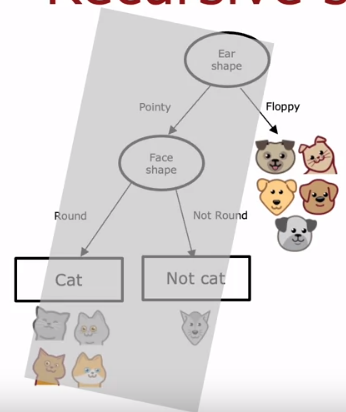 Ear
shape
Pointy
Floppy
Face
shape
Round
Not Round
Cat
Not cat